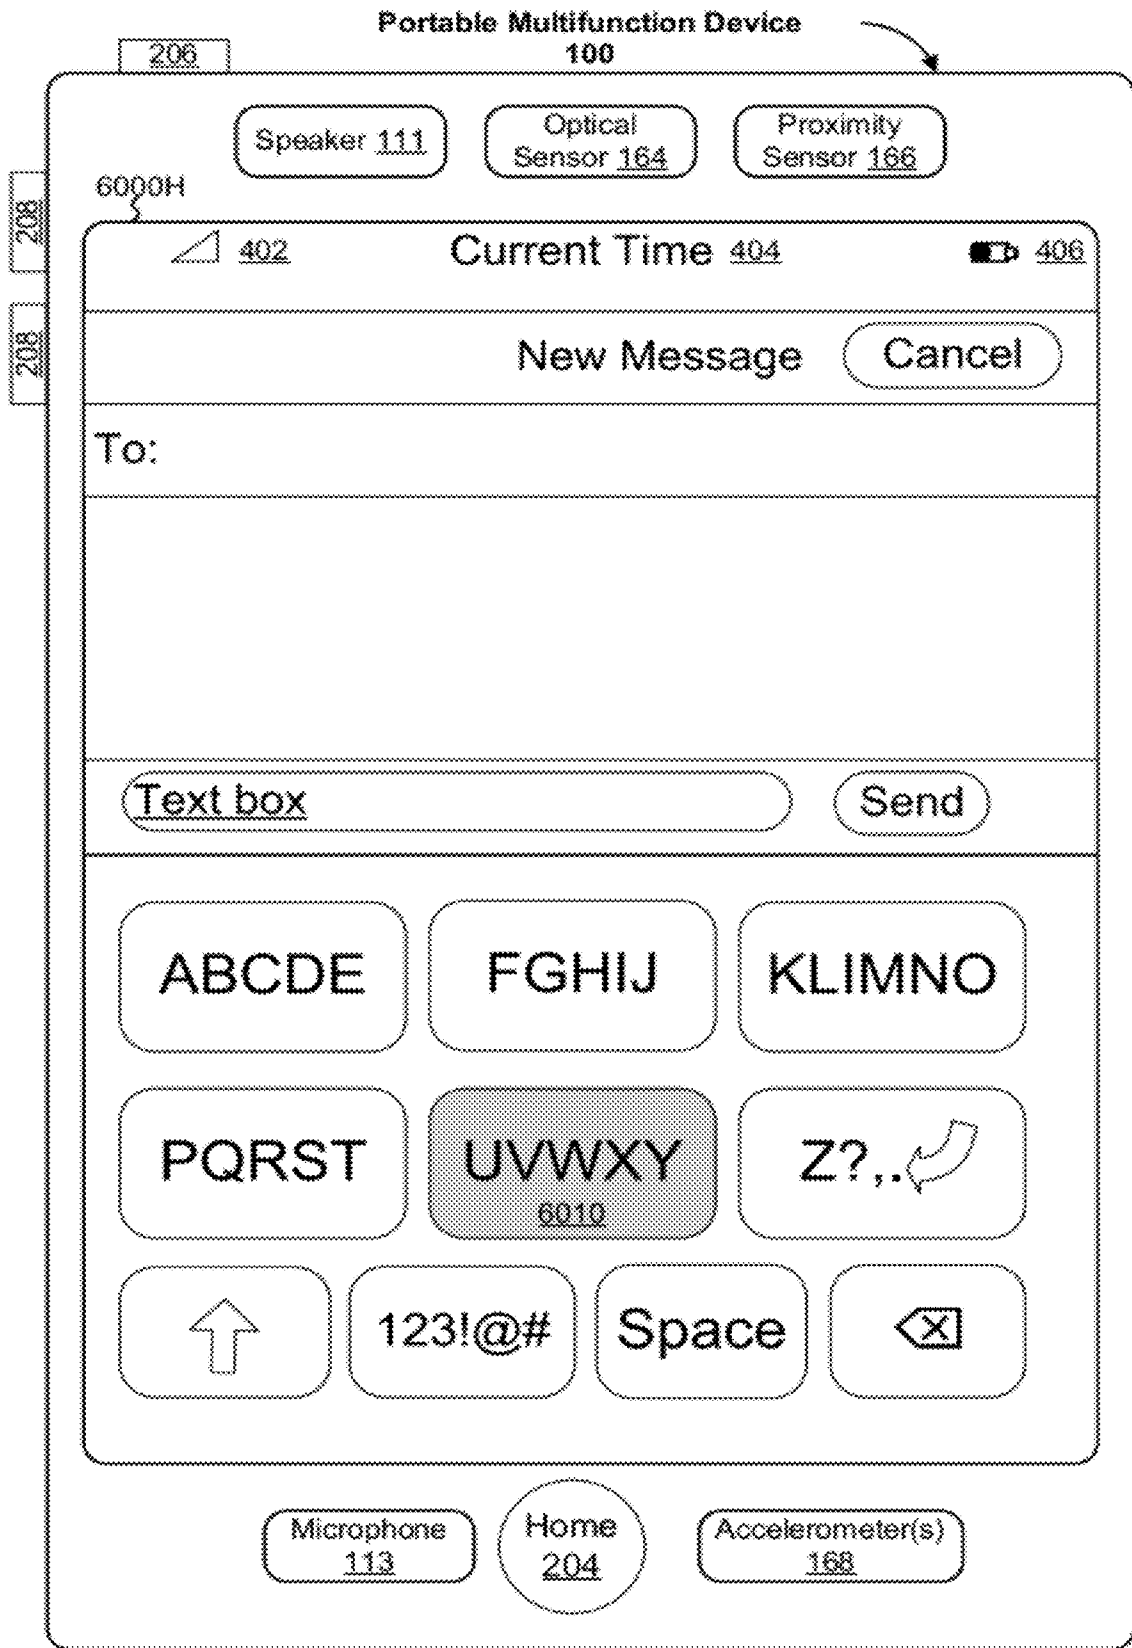 Portable Multifunction Device
100
206
Speaker 111
Optical
Sensor 164
Proximity
Sensor 166
208
6000H
402
Current Time 404
406
208
New Message
Cancel
To:
Text box
Send
ABCDE
FGHIJ
KLIMNO
PQRST
UVWXY
6010
Z?,.
123!@#
Space
Microphone
113
Home
204
Accelerometer(s)
168